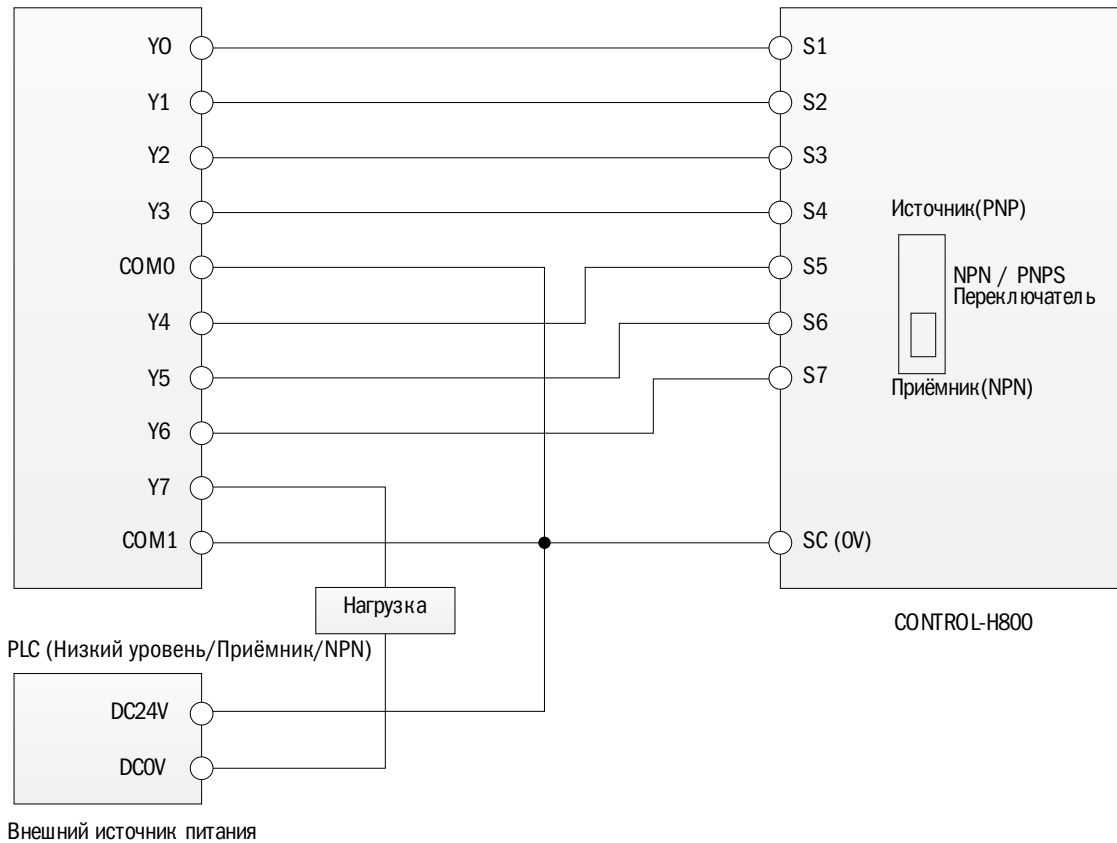 Y0
S1
Y1
S2
Y2
S3
Y3
S4
Источник(PNP)
COM0
S5
NPN / PNPS
Переключатель
Y4
S6
Y5
S7
Приёмник(NPN)
Y6
Y7
COM1
SC (0V)
Нагрузка
CONTROL-H800
PLC (Низкий уровень/Приёмник/NPN)
DC24V
DC0V
Внешний источник питания